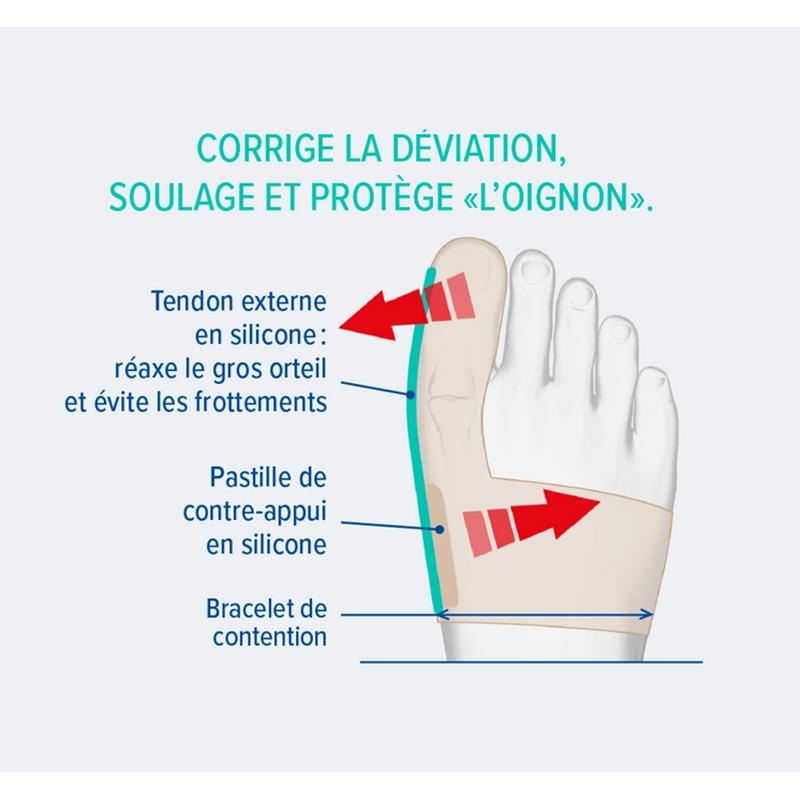 CORRIGE LA DÉVIATION,
SOULAGE ET PROTÈGE «L'OIGNON».
Tendon externe
en silicone :
réaxe le gros orteil
et évite les frottements
Pastille de
contre-appui
en silicone
Bracelet de
contention